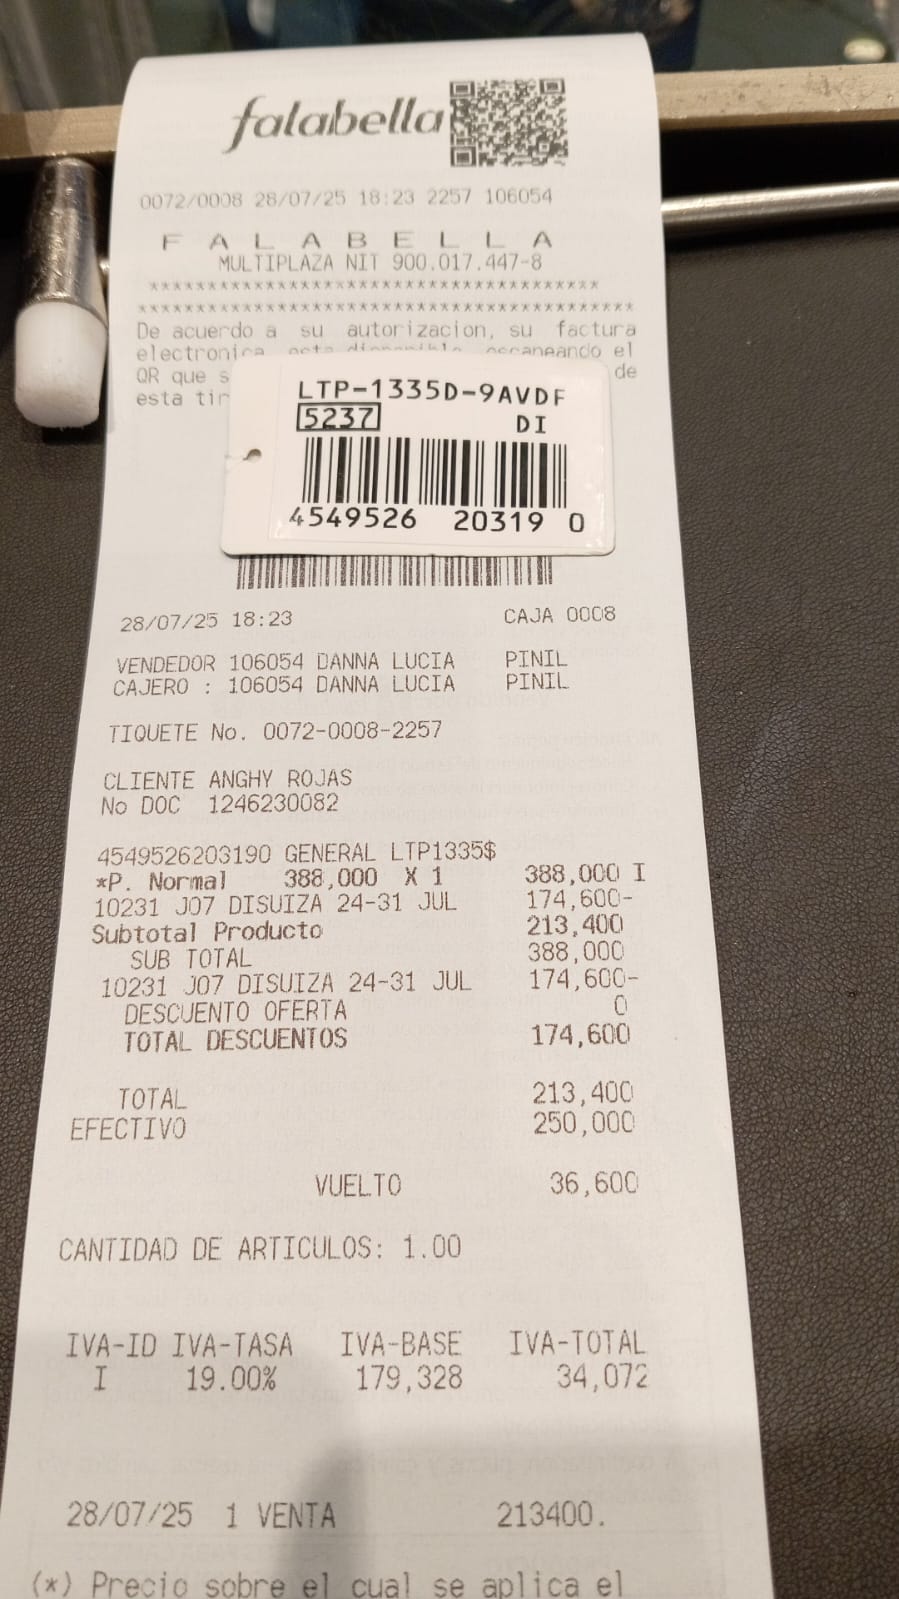 falabella
0072/0008 28/07/25 18:23 2257 106054
F A L A B E L L A
MULTIPLAZA NIT 900.017.447-8
******************************************
*******************************************
De acuerdo a su autorizacion, su factura
electronica esta disponible escaneando el
QR que s de
esta tir
LTP-1335D-9AVDF
5237 DI
4549526 20319 0
28/07/25 18:23 CAJA 0008
VENDEDOR 106054 DANNA LUCIA PINIL
CAJERO : 106054 DANNA LUCIA PINIL
TIQUETE No. 0072-0008-2257
CLIENTE ANGHY ROJAS
No DOC 1246230082
4549526203190 GENERAL LTP1335$
*P. Normal 388,000 X 1 388,000 I
10231 J07 DISUIZA 24-31 JUL 174,600-
Subtotal Producto 213,400
SUB TOTAL 388,000
10231 J07 DISUIZA 24-31 JUL 174,600-
DESCUENTO OFERTA 0
TOTAL DESCUENTOS 174,600
TOTAL 213,400
EFECTIVO 250,000
VUELTO 36,600
CANTIDAD DE ARTICULOS: 1.00
IVA-ID IVA-TASA IVA-BASE IVA-TOTAL
I 19.00% 179,328 34,072
28/07/25 1 VENTA 213400.
(*) Precio sobre el cual se aplica el